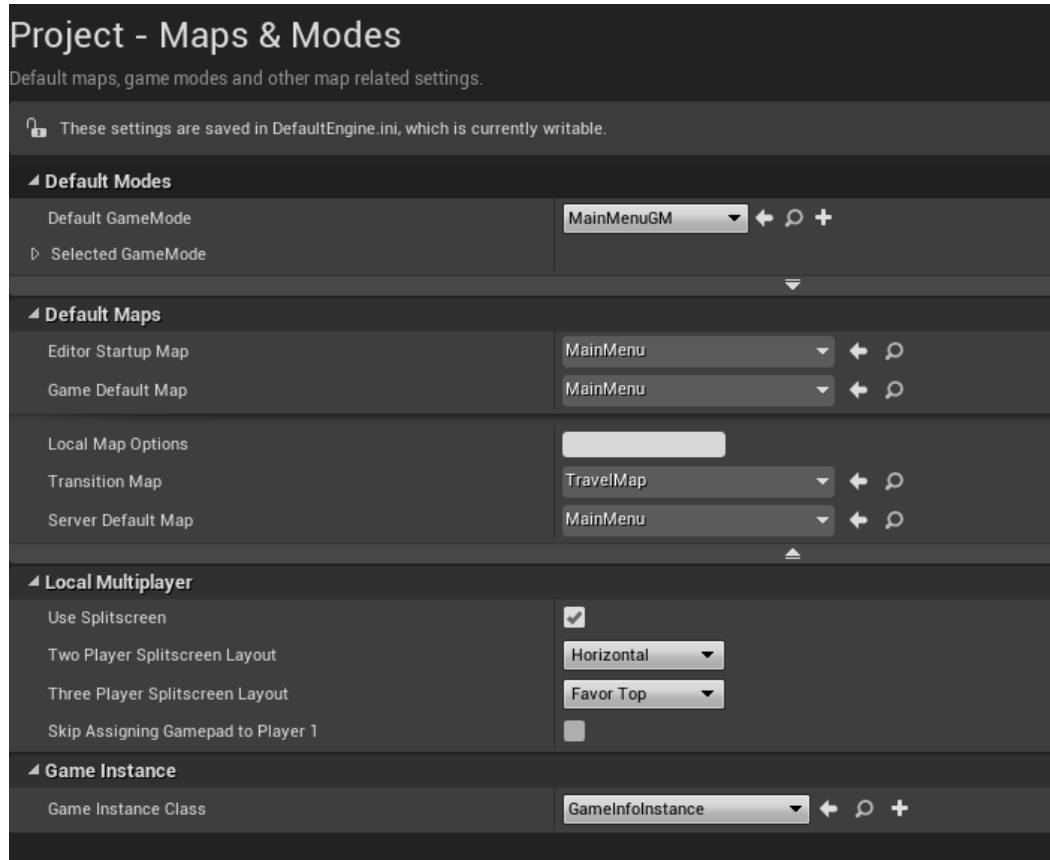 Project - Maps & Modes
Default maps, game modes and other map related settings.
These settings are saved in DefaultEngine.ini, which is currently writable.
Default Modes
Default GameMode MainMenuGM
Selected GameMode
Default Maps
Editor Startup Map MainMenu
Game Default Map MainMenu
Local Map Options
Transition Map TravelMap
Server Default Map MainMenu
Local Multiplayer
Use Splitscreen
Two Player Splitscreen Layout Horizontal
Three Player Splitscreen Layout Favor Top
Skip Assigning Gamepad to Player 1
Game Instance
Game Instance Class GameInfoInstance